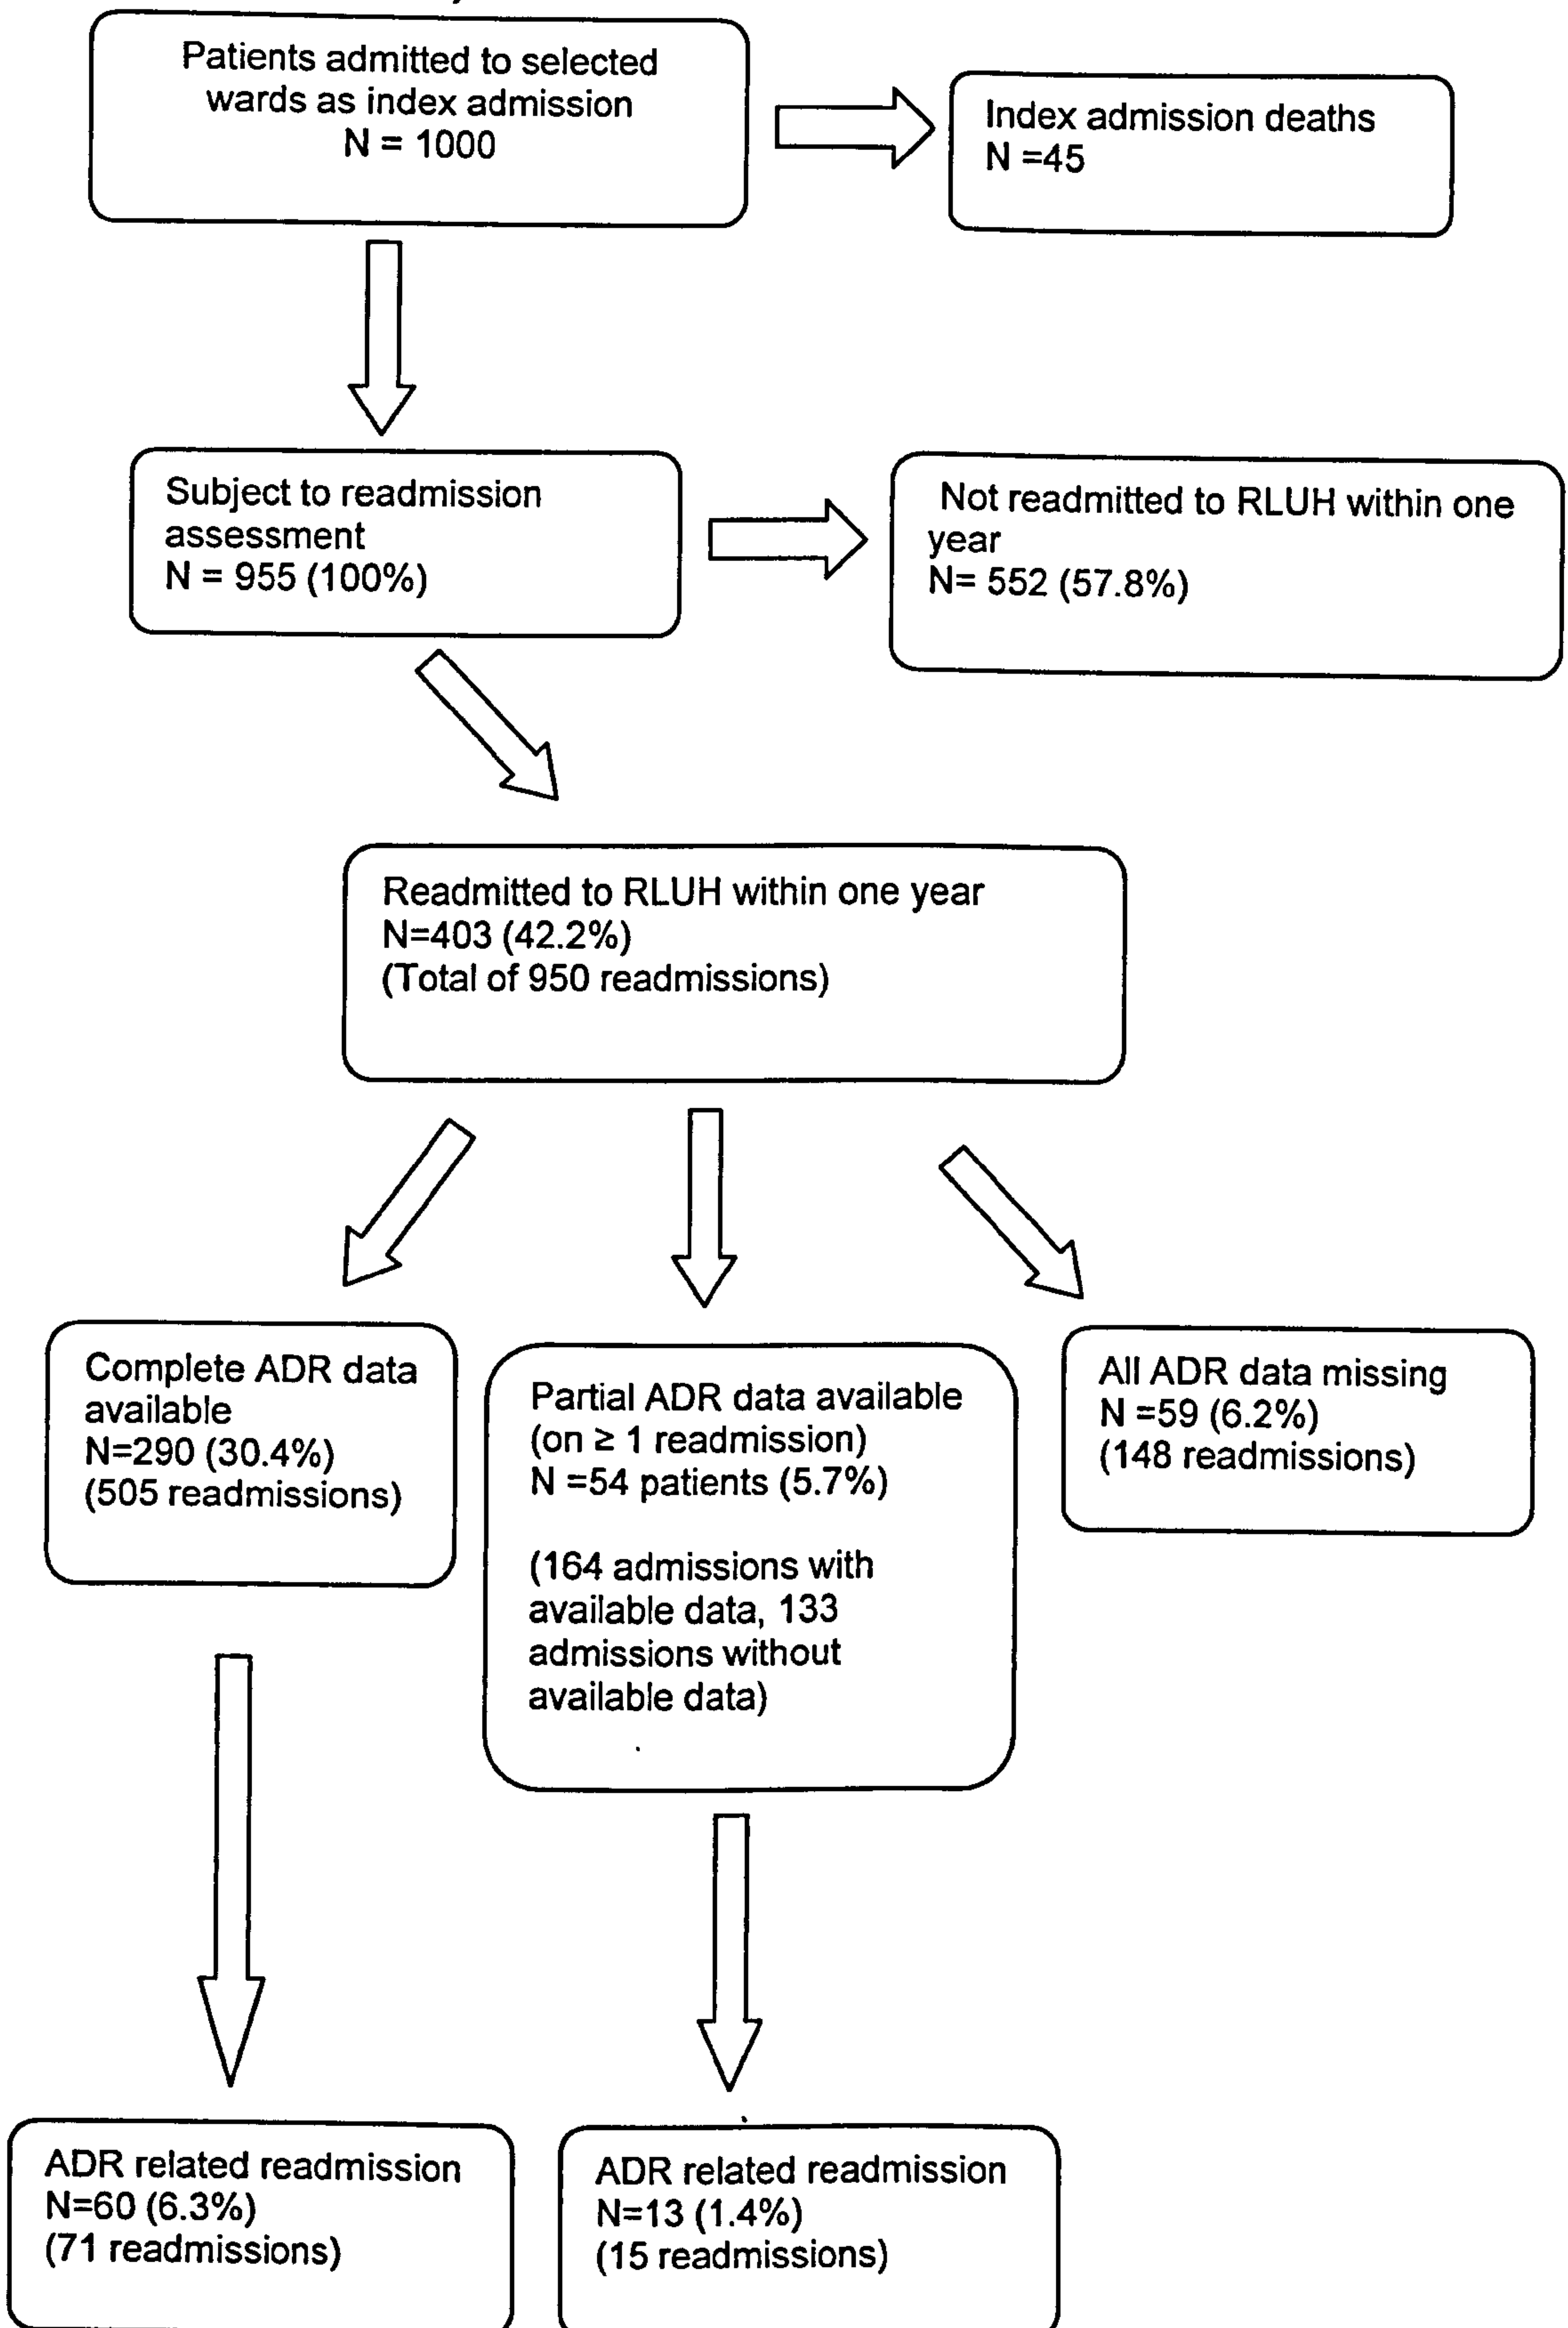 Patients admitted to selected
wards as index admission
N = 1000
Index admission deaths
N =45
Subject to readmission
assessment
N = 955 (100%)
Not readmitted to RLUH within one
year
N= 552 (57.8%)
Readmitted to RLUH within one year
N=403 (42.2%)
(Total of 950 readmissions)
Complete ADR data
available
N=290 (30.4%)
(505 readmissions)
Partial ADR data available
(on ≥ 1 readmission)
N =54 patients (5.7%)
(164 admissions with
available data, 133
admissions without
available data)
All ADR data missing
N =59 (6.2%)
(148 readmissions)
ADR related readmission
N=60 (6.3%)
(71 readmissions)
ADR related readmission
N=13 (1.4%)
(15 readmissions)